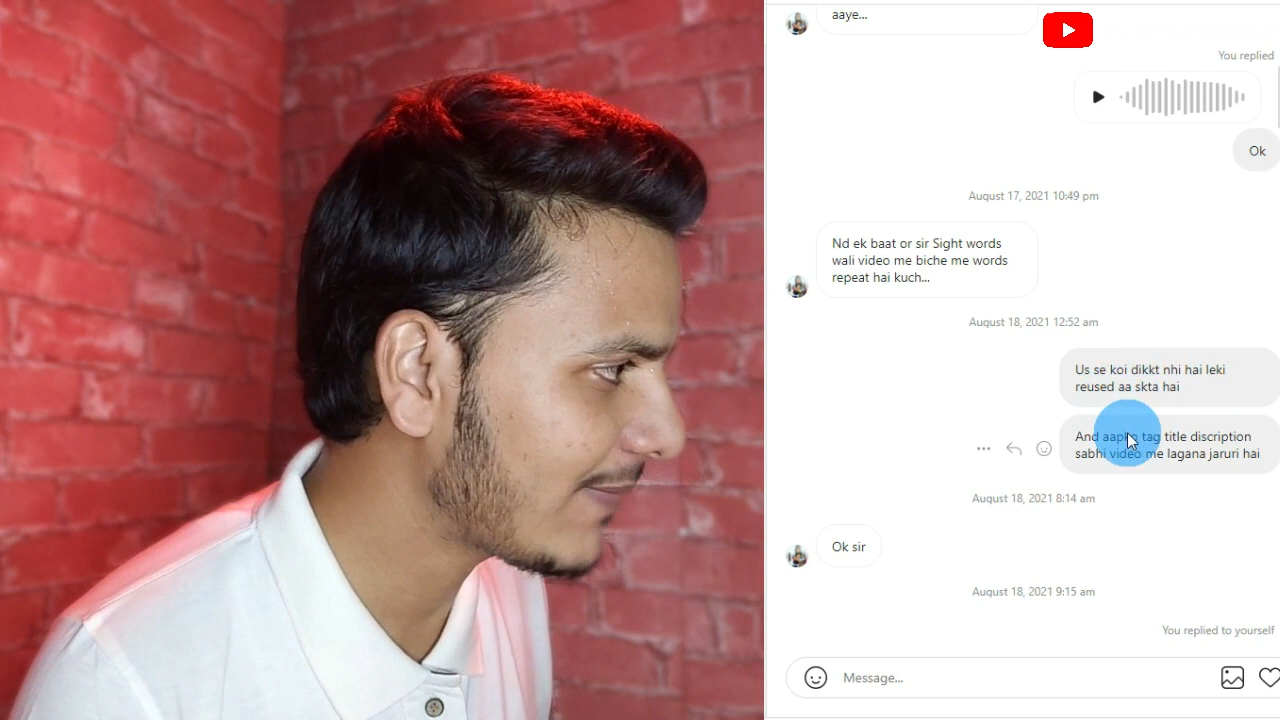 aaye...
You replied
Ok
August 17, 2021 10:49 pm
Nd ek baat or sir Sight words
wali video me biche me words
repeat hai kuch...
August 18, 2021 12:52 am
Us se koi dikkt nhi hai leki
reused aa skta hai
And aapko tag title discription
sabhi video me lagana jaruri hai
August 18, 2021 8:14 am
Ok sir
August 18, 2021 9:15 am
You replied to yourself
Message...